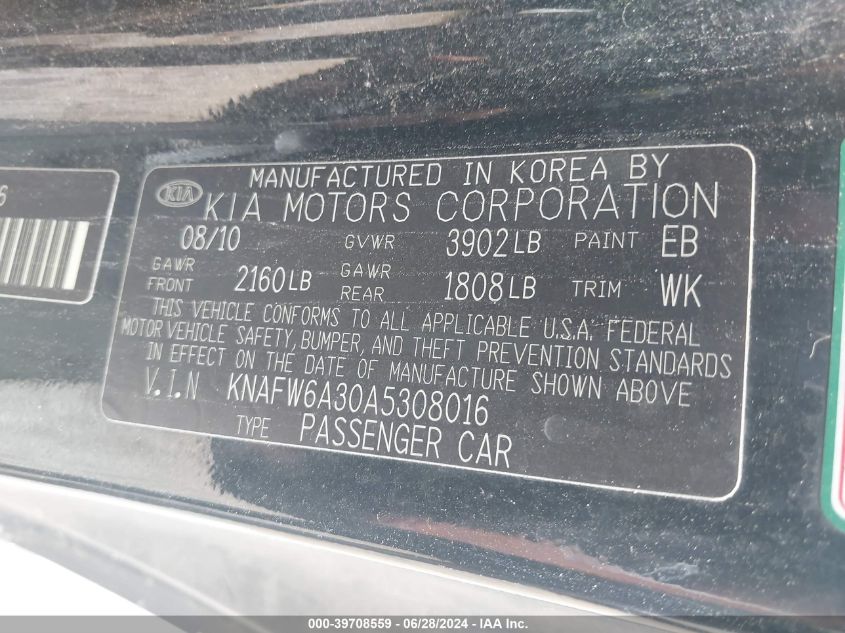 6
MANUFACTURED IN KOREA BY
KIA KIA MOTORS CORPORATION
08/10 GVWR 3902LB PAINT EB
GAWR FRONT 2160LB GAWR REAR 1808LB TRIM WK
THIS VEHICLE CONFORMS TO ALL APPLICABLE U.S.A. FEDERAL
MOTOR VEHICLE SAFETY, BUMPER, AND THEFT PREVENTION STANDARDS
IN EFFECT ON THE DATE OF MANUFACTURE SHOWN ABOVE
V.I.N KNAFW6A30A5308016
TYPE PASSENGER CAR
000-39708559 - 06/28/2024 - IAA Inc.